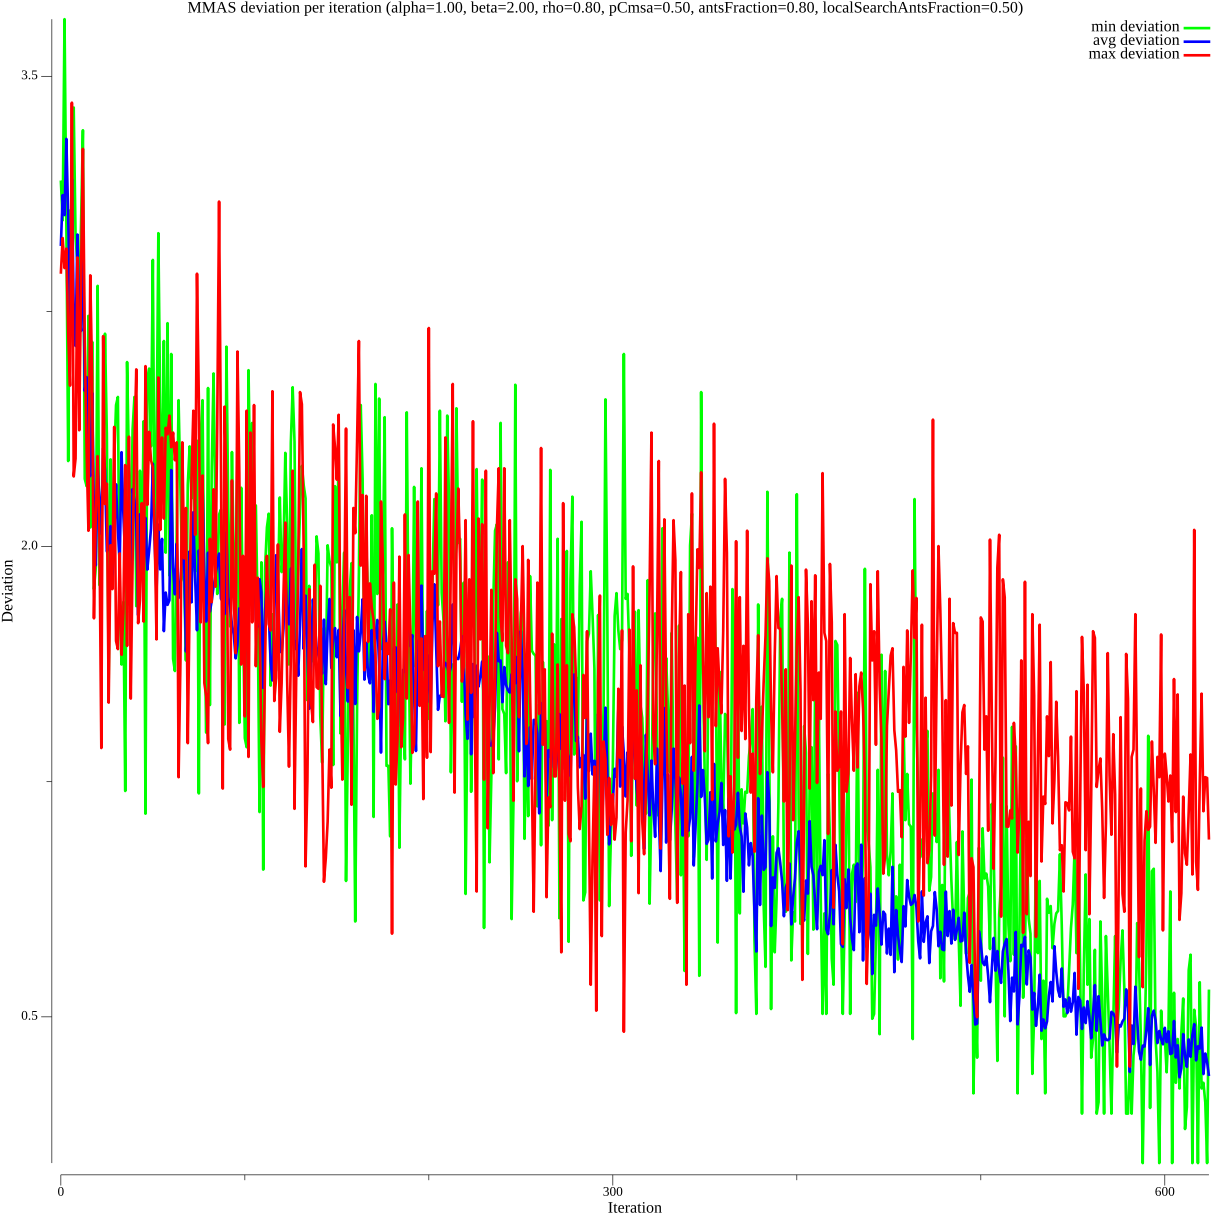 MMAS deviation per iteration (alpha=1.00, beta=2.00, rho=0.80, pCmsa=0.50, antsFraction=0.80, localSearchAntsFraction=0.50)
min deviation
avg deviation
max deviation
3.5
2.0
0.5
Deviation
0
300
600
Iteration